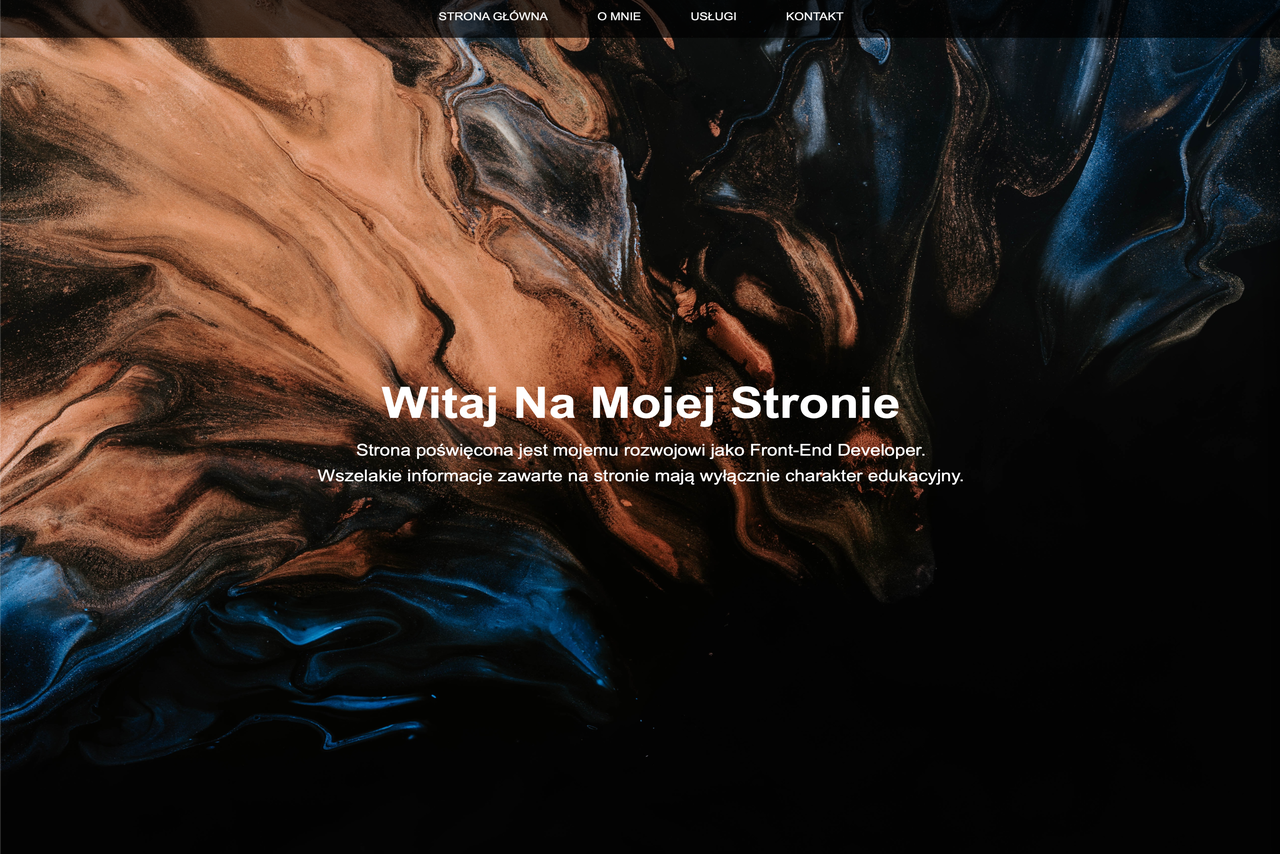 STRONA GŁÓWNA O MNIE USŁUGI KONTAKT
Witaj Na Mojej Stronie
Strona poświęcona jest mojemu rozwojowi jako Front-End Developer.
Wszelakie informacje zawarte na stronie mają wyłącznie charakter edukacyjny.